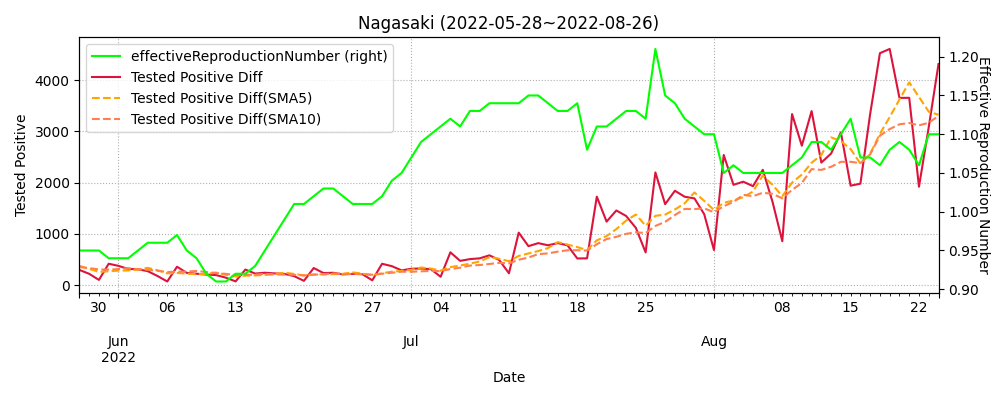 Nagasaki (2022-05-28~2022-08-26)
effectiveReproductionNumber (right)
Tested Positive Diff
Tested Positive Diff(SMA5)
Tested Positive Diff(SMA10)
Tested Positive
4000
3000
2000
1000
0
Effective Reproduction Number
1.20
1.15
1.10
1.05
1.00
0.95
0.90
30 06 13 20 27 04 11 18 25 08 15 22
Jun Jul Aug
2022
Date